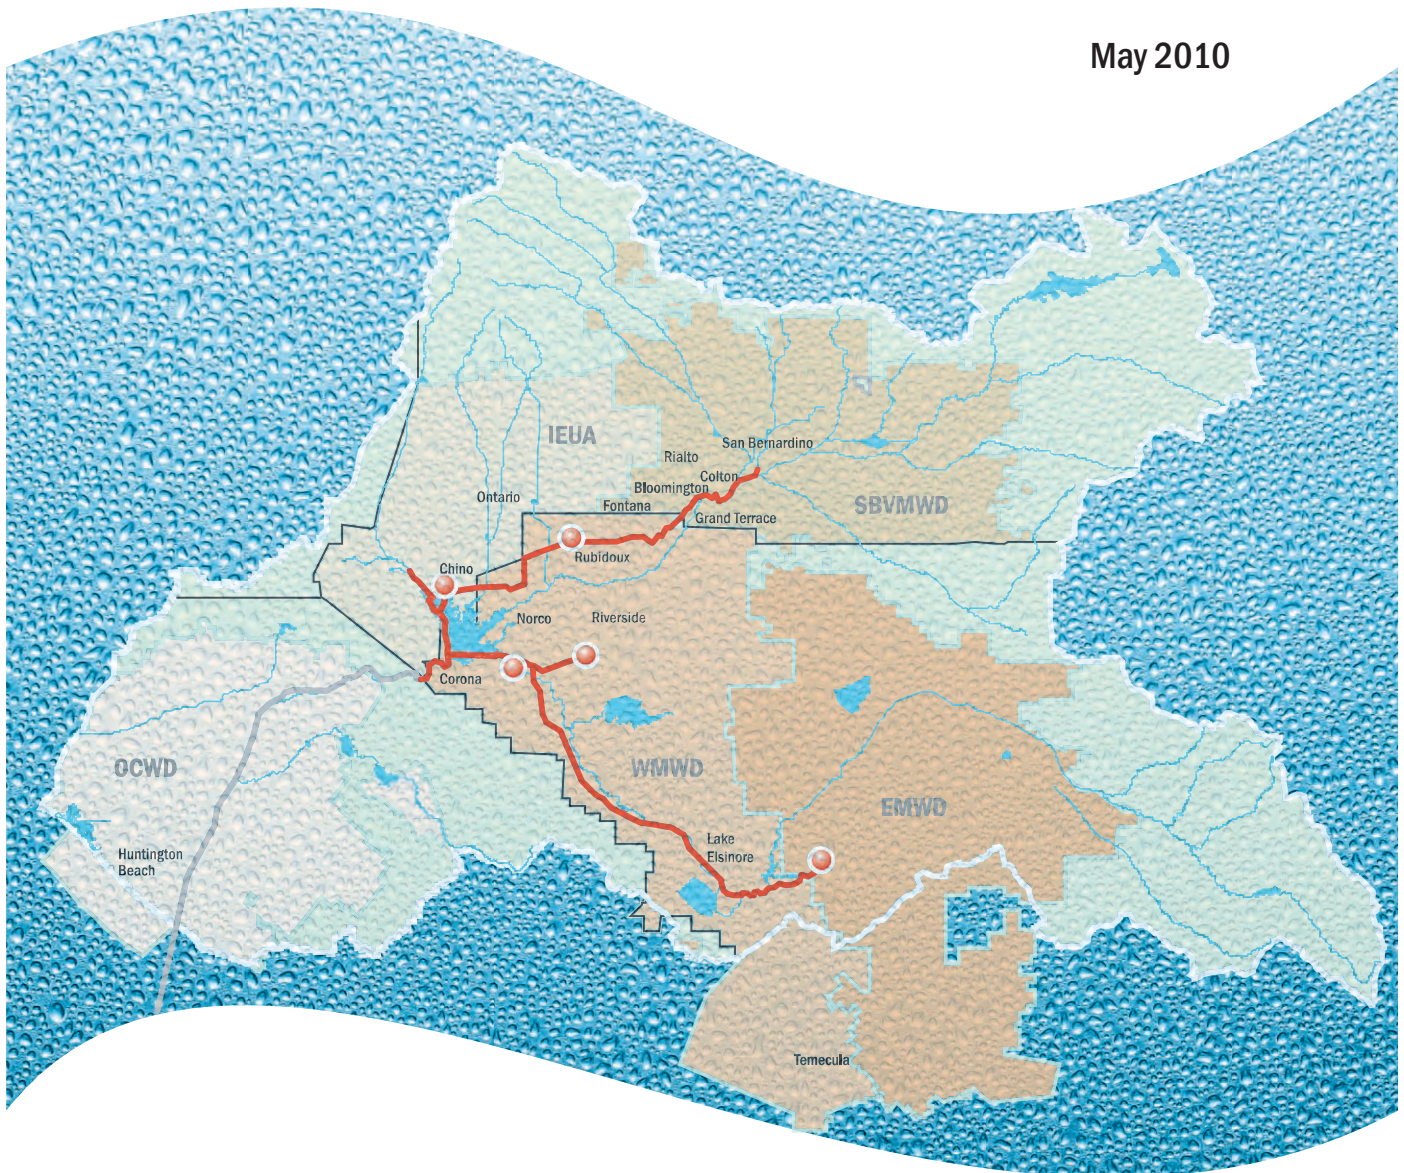 May 2010
IEUA
San Bernardino
Rialto
Colton
Bloomington
Ontario
Fontana
SBVMWD
Grand Terrace
Rubidoux
Chino
Norco
Riverside
Corona
OCWD
WMWD
EMWD
Lake
Elsinore
Huntington
Beach
Temecula